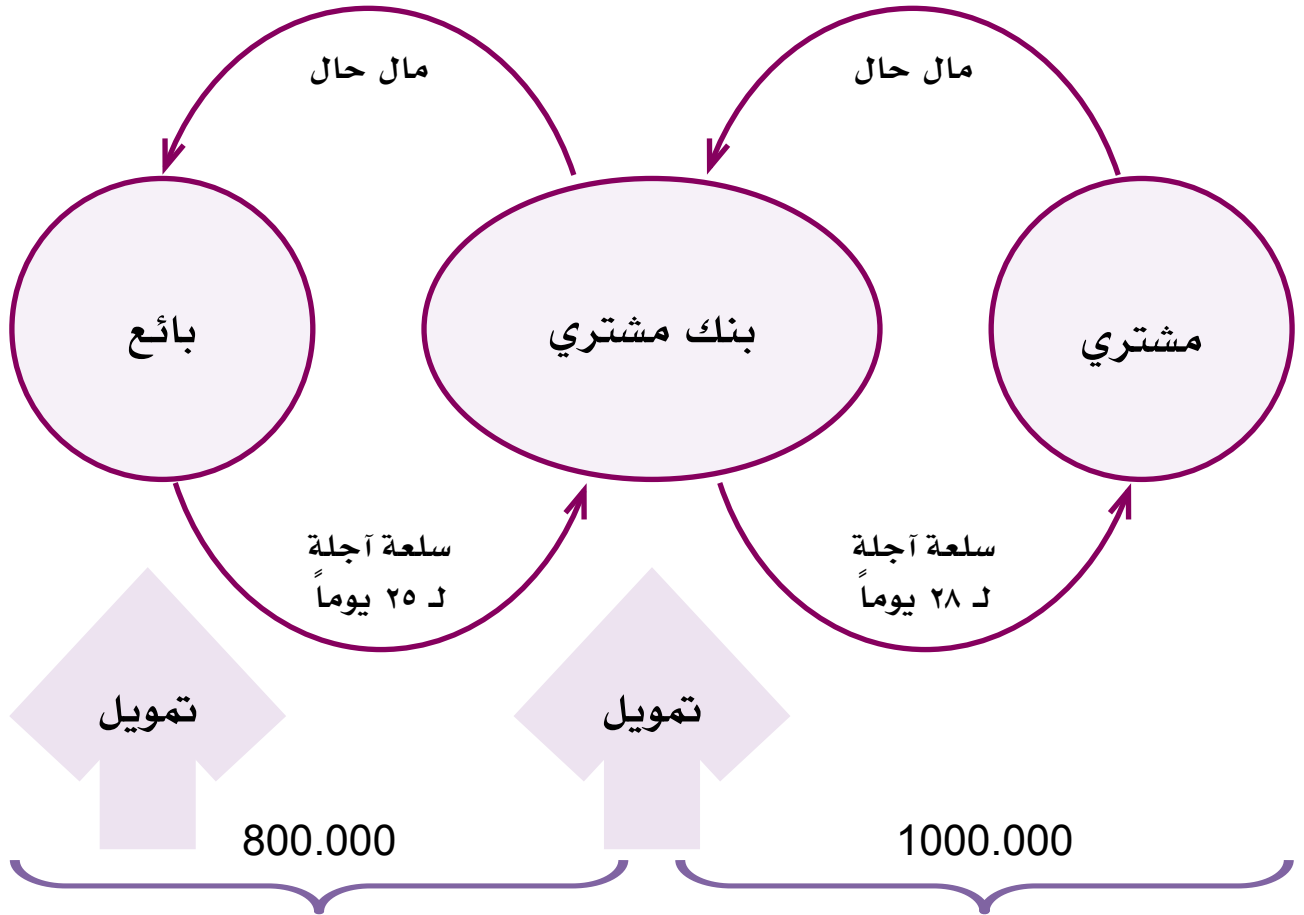 مال حال
مال حال
مشتري
بنك مشتري
بائع
سلعة آجلة
لـ ٢٨ يوماً
سلعة آجلة
لـ ٢٥ يوماً
تمويل
تمويل
1000.000
800.000